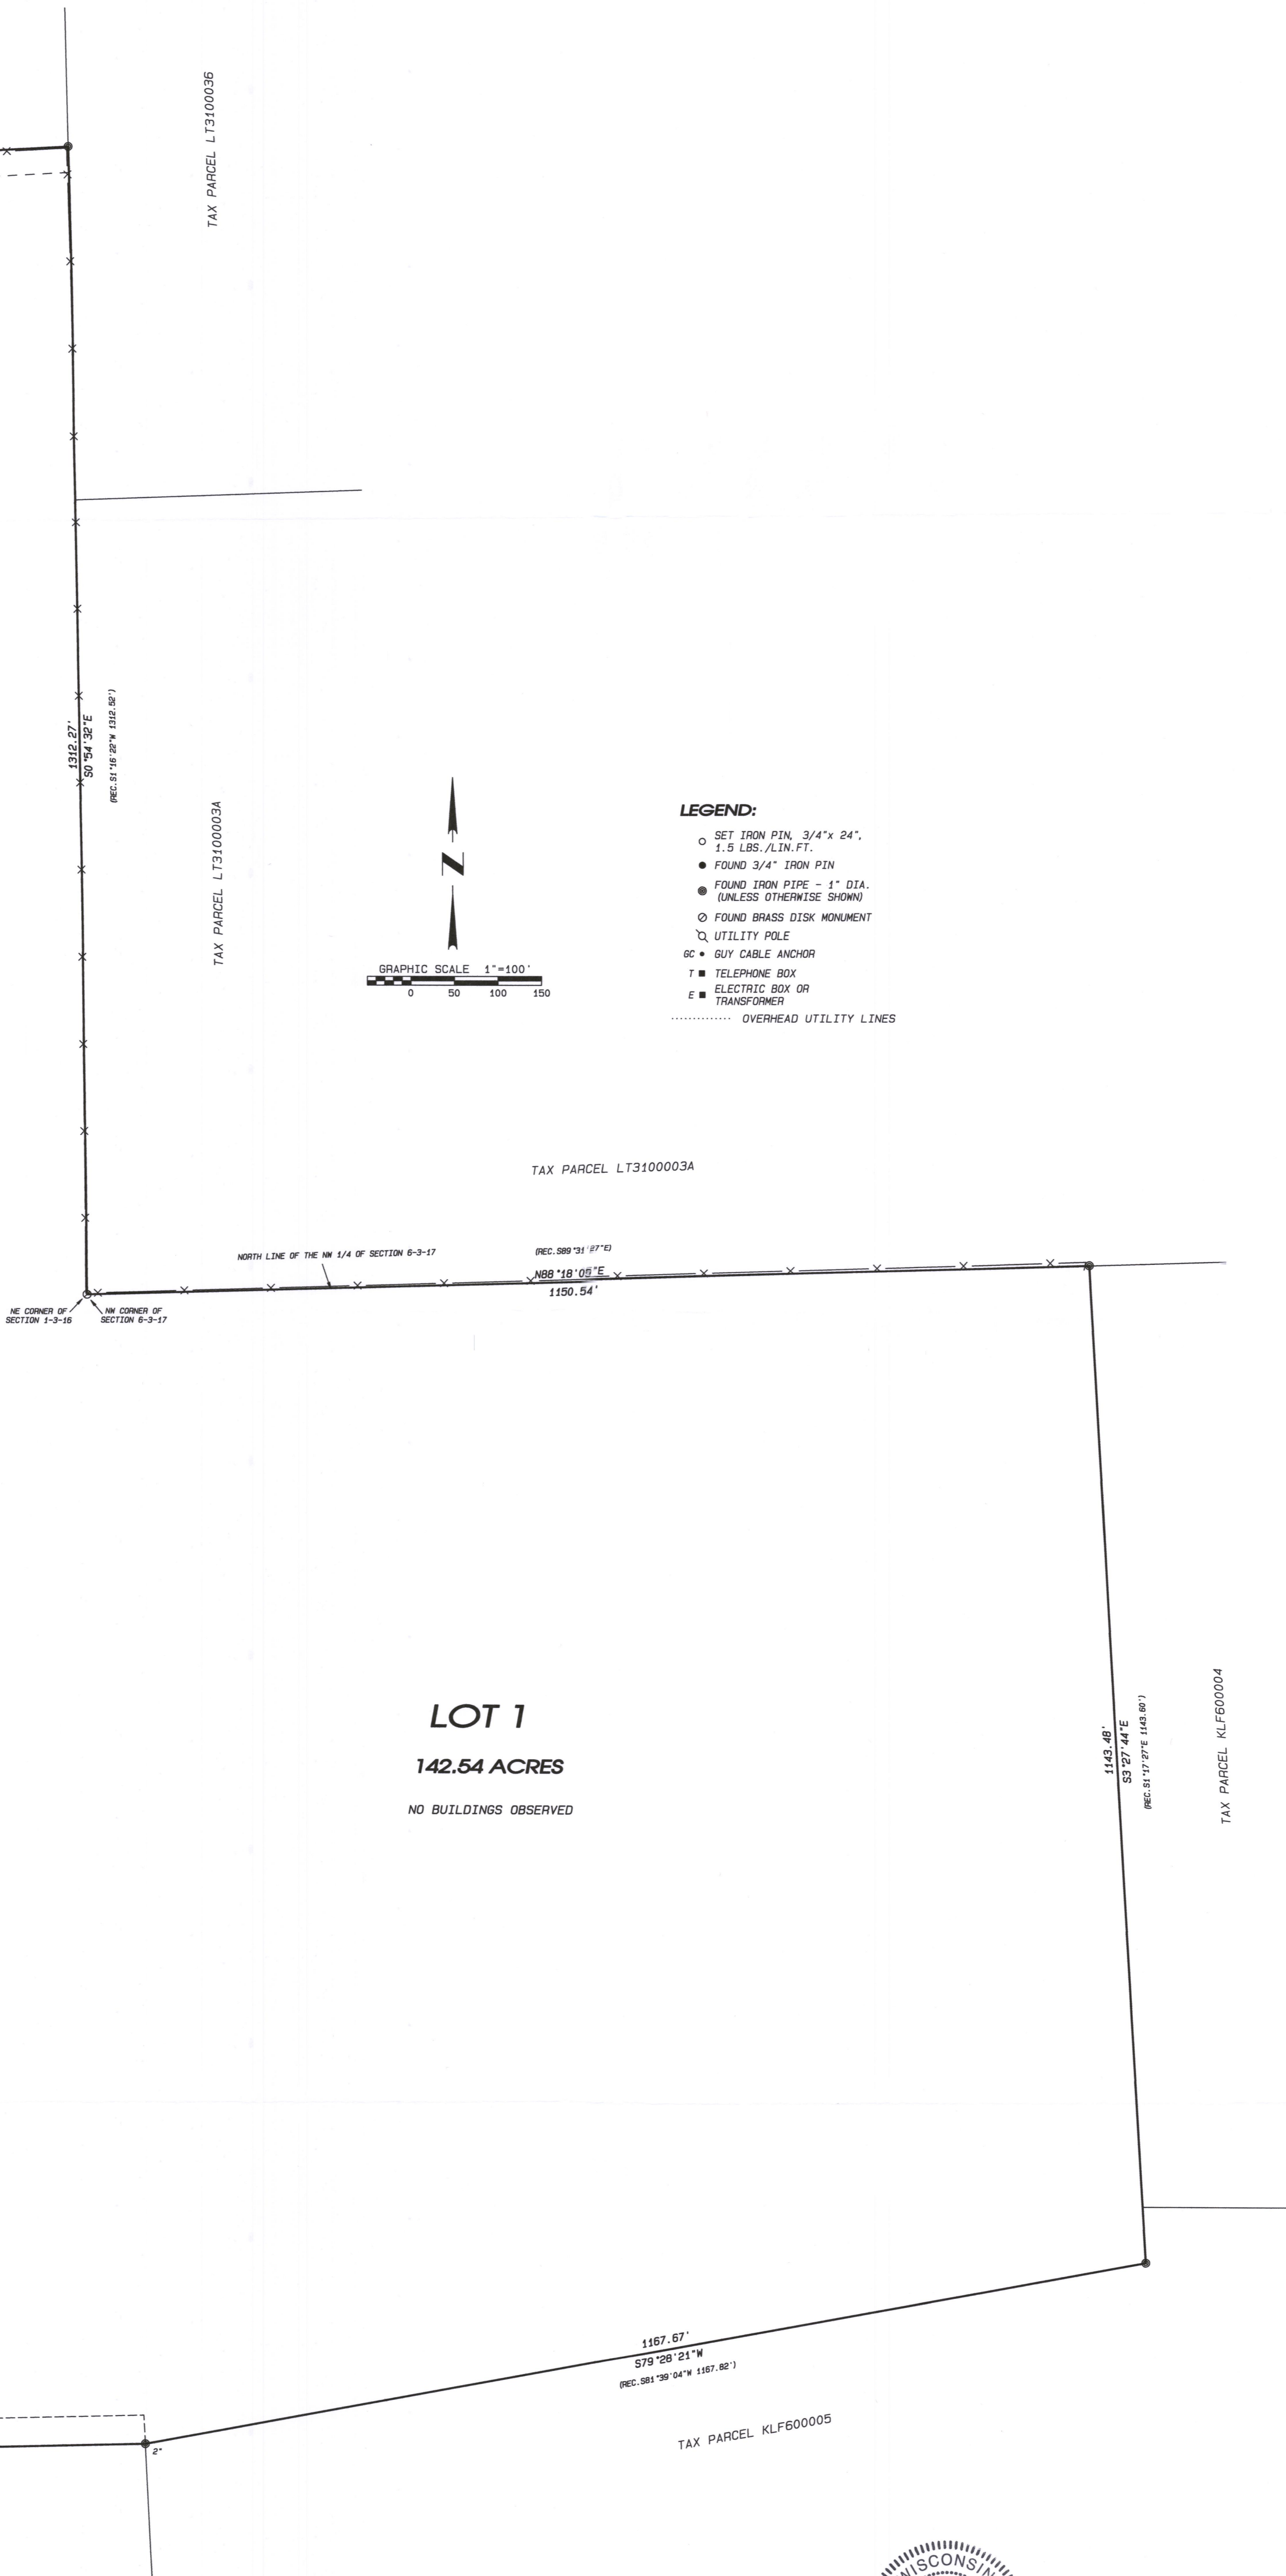 TAX PARCEL LT3100036
1312.27'
S0°54'32"E
(REC.S1°16'22"W 1312.52')
TAX PARCEL LT3100003A
N
GRAPHIC SCALE 1"=100'
0 50 100 150
LEGEND:
SET IRON PIN, 3/4"x 24",
1.5 LBS./LIN.FT.
FOUND 3/4" IRON PIN
FOUND IRON PIPE - 1" DIA.
(UNLESS OTHERWISE SHOWN)
FOUND BRASS DISK MONUMENT
UTILITY POLE
GC GUY CABLE ANCHOR
T TELEPHONE BOX
E ELECTRIC BOX OR
TRANSFORMER
OVERHEAD UTILITY LINES
TAX PARCEL LT3100003A
NORTH LINE OF THE NW 1/4 OF SECTION 6-3-17
(REC.S89°31'27"E)
N88°18'05"E
1150.54'
NE CORNER OF
SECTION 1-3-16
NW CORNER OF
SECTION 6-3-17
LOT 1
142.54 ACRES
NO BUILDINGS OBSERVED
1143.48'
S3°27'44"E
(REC.S1°17'27"E 1143.60')
TAX PARCEL KLF600004
1167.67'
S79°28'21"W
(REC.S81°39'04"W 1167.82')
TAX PARCEL KLF600005
2"
WISCONSIN